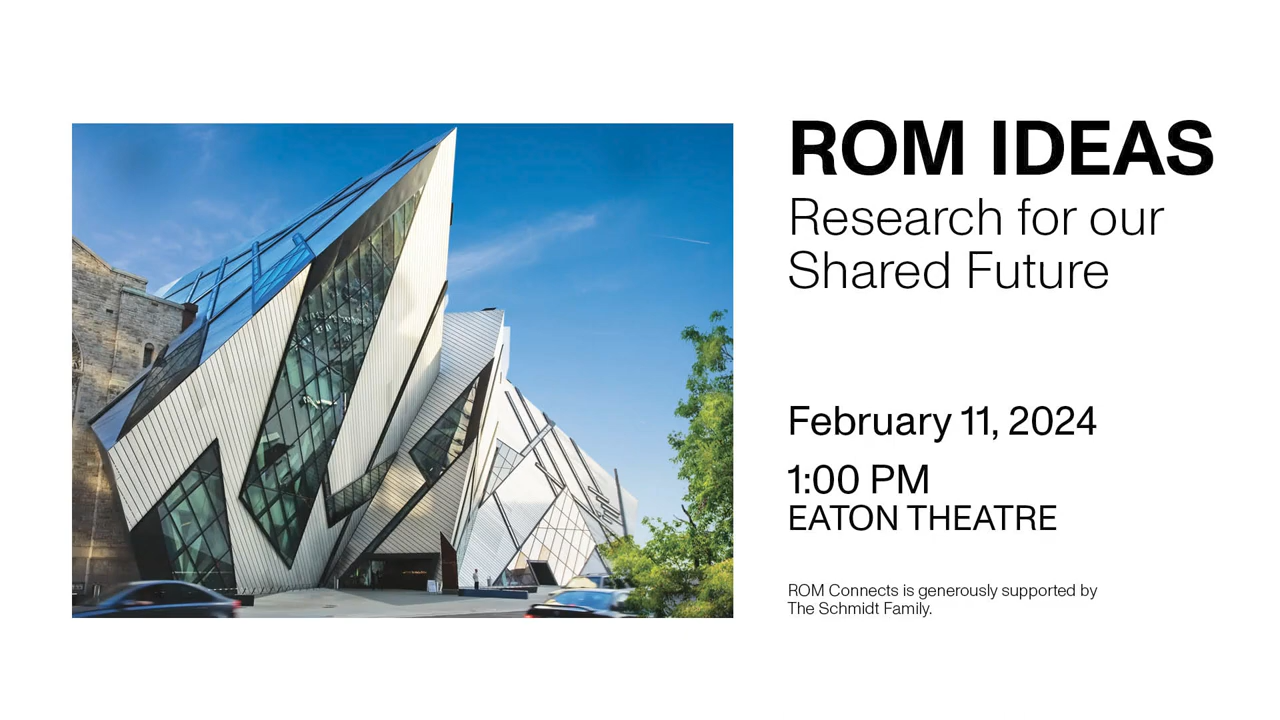 ROM IDEAS
Research for our
Shared Future
February 11, 2024
1:00 PM
EATON THEATRE
ROM Connects is generously supported by
The Schmidt Family.